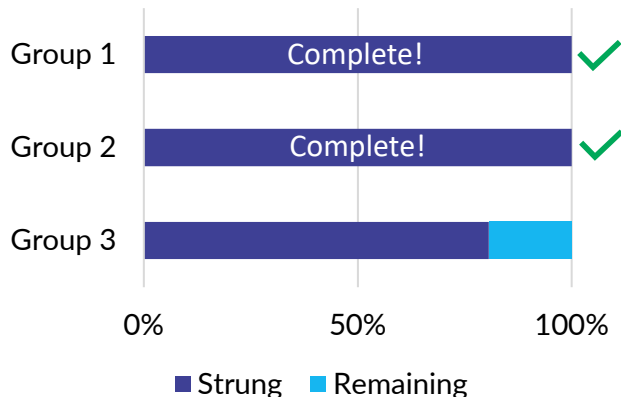 Group 1
Complete!
Group 2
Complete!
Group 3
0% 50% 100%
Strung Remaining